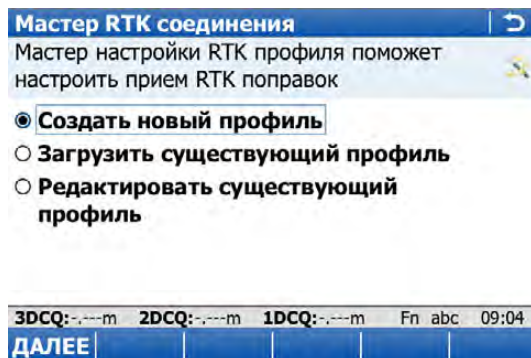 Мастер RTK соединения
Мастер настройки RTK профиля поможет
настроить прием RTK поправок
Создать новый профиль
Загрузить существующий профиль
Редактировать существующий
профиль
3DCQ:-.---m 2DCQ:-.---m 1DCQ:-.---m Fn abc 09:04
ДАЛЕЕ